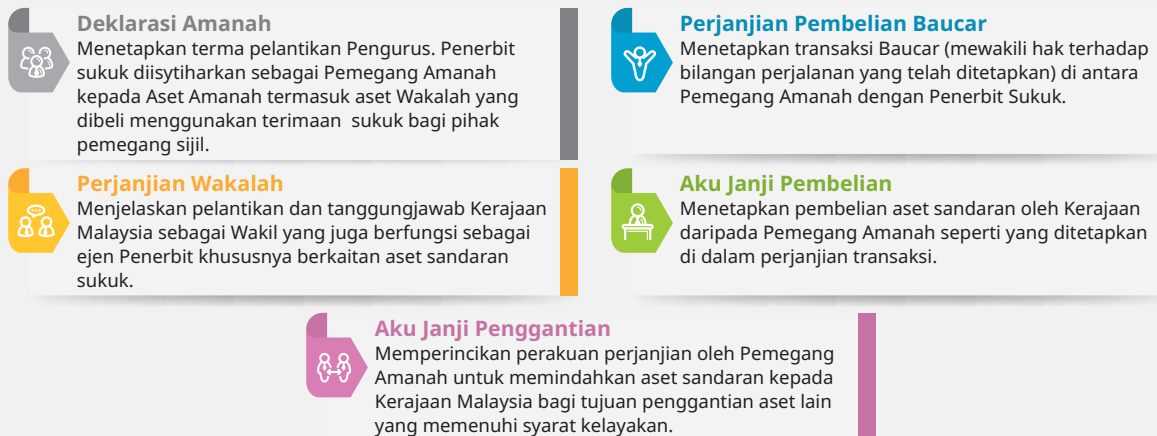 Deklarasi Amanah
Menetapkan terma pelantikan Pengurus. Penerbit
sukuk diisytiharkan sebagai Pemegang Amanah
kepada Aset Amanah termasuk aset Wakalah yang
dibeli menggunakan terimaan sukuk bagi pihak
pemegang sijil.
Perjanjian Pembelian Baucar
Menetapkan transaksi Baucar (mewakili hak terhadap
bilangan perjalanan yang telah ditetapkan) di antara
Pemegang Amanah dengan Penerbit Sukuk.
Perjanjian Wakalah
Menjelaskan pelantikan dan tanggungjawab Kerajaan
Malaysia sebagai Wakil yang juga berfungsi sebagai
ejen Penerbit khususnya berkaitan aset sandaran
sukuk.
Aku Janji Pembelian
Menetapkan pembelian aset sandaran oleh Kerajaan
daripada Pemegang Amanah seperti yang ditetapkan
di dalam perjanjian transaksi.
Aku Janji Penggantian
Memperincikan perakuan perjanjian oleh Pemegang
Amanah untuk memindahkan aset sandaran kepada
Kerajaan Malaysia bagi tujuan penggantian aset lain
yang memenuhi syarat kelayakan.